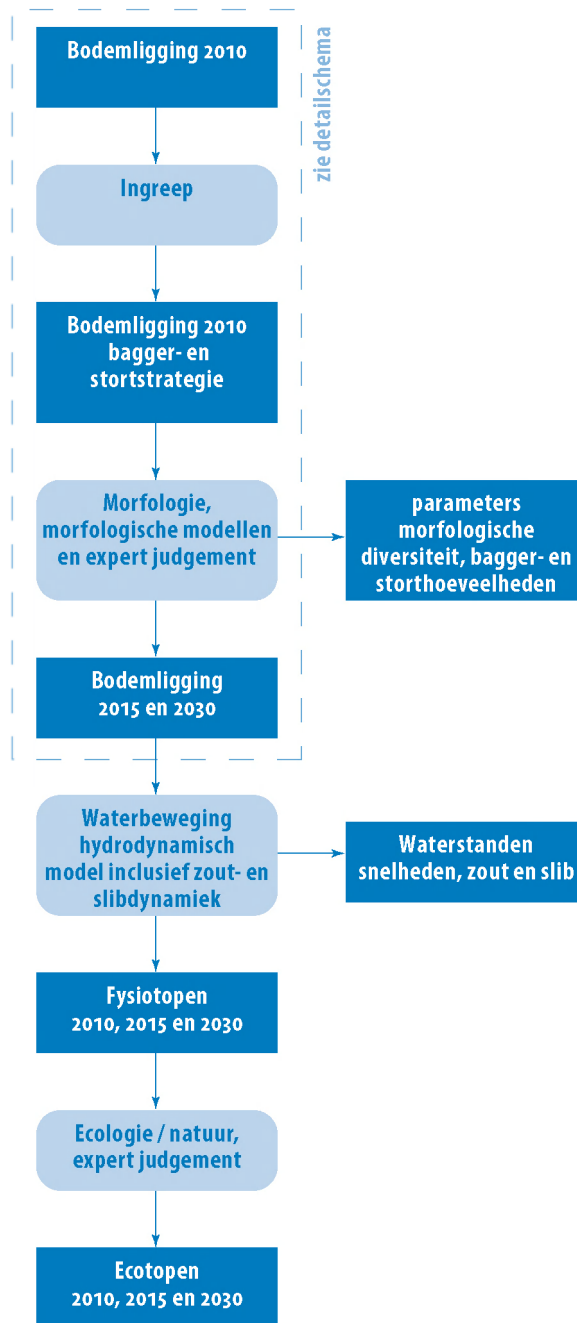 Bodemligging 2010
zie detailschema
Ingreep
Bodemligging 2010
bagger- en
stortstrategie
Morfologie,
morfologische modellen
en expert judgement
parameters
morfologische
diversiteit, bagger- en
storthoeveelheden
Bodemligging
2015 en 2030
Waterbeweging
hydrodynamisch
model inclusief zout- en
slibdynamiek
Waterstanden
snelheden, zout en slib
Fysiotopen
2010, 2015 en 2030
Ecologie / natuur,
expert judgement
Ecotopen
2010, 2015 en 2030